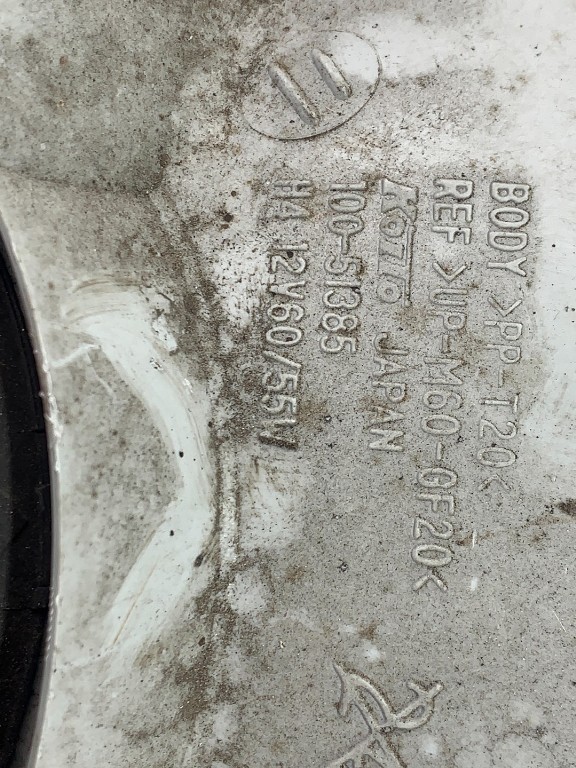 BODY >PP-T20<
REF >UP-M60-GF20<
KOITO JAPAN
100-51385
H4 12V60/55W